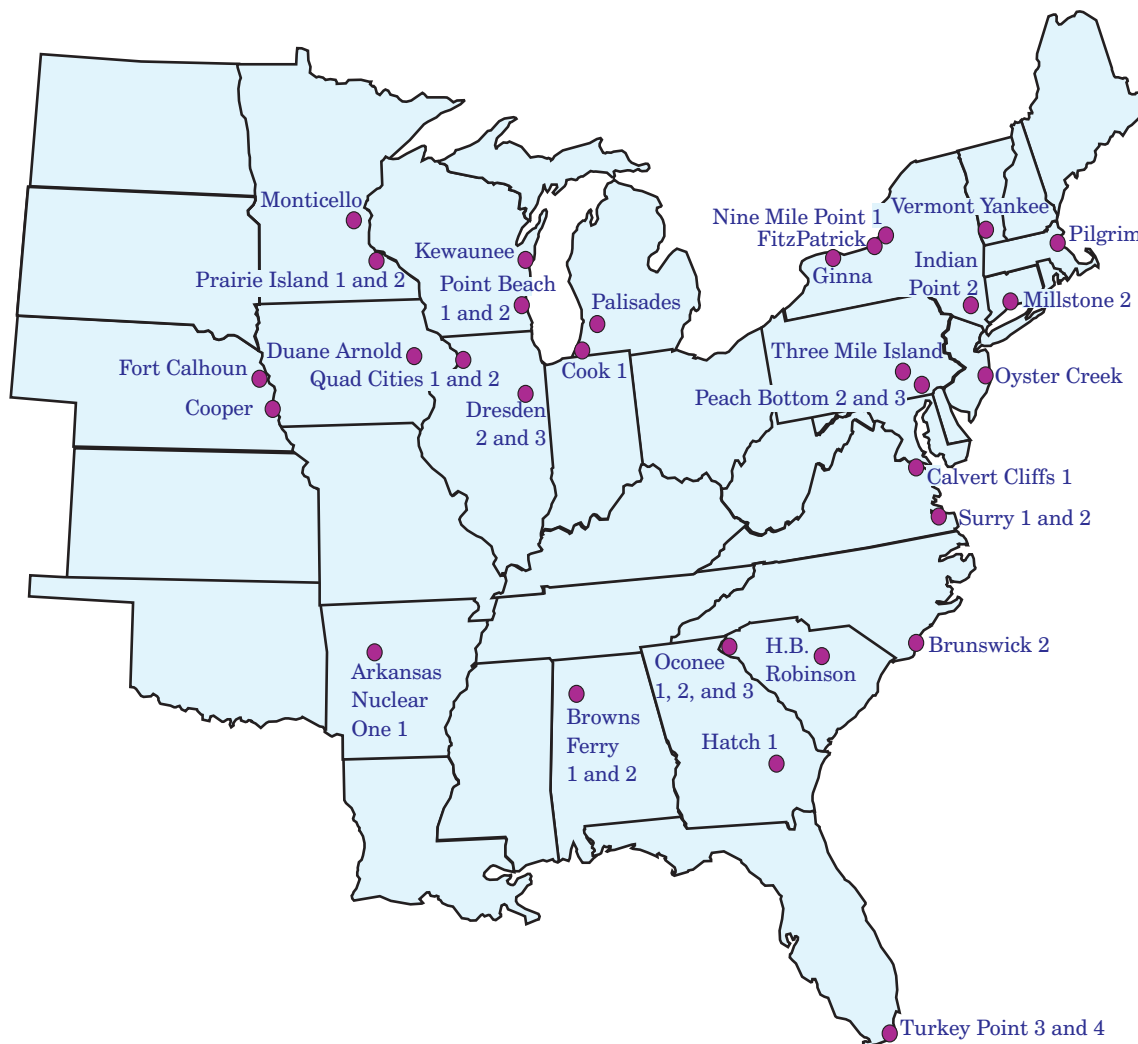 Monticello
Prairie Island 1 and 2
Kewaunee
Point Beach
1 and 2
Palisades
Nine Mile Point 1
FitzPatrick
Ginna
Vermont Yankee
Pilgrim
Indian
Point 2
Millstone 2
Duane Arnold
Quad Cities 1 and 2
Fort Calhoun
Cooper
Dresden
2 and 3
Cook 1
Three Mile Island
Peach Bottom 2 and 3
Oyster Creek
Calvert Cliffs 1
Surry 1 and 2
Brunswick 2
Arkansas
Nuclear
One 1
Browns
Ferry
1 and 2
Oconee
1, 2, and 3
H.B.
Robinson
Hatch 1
Turkey Point 3 and 4